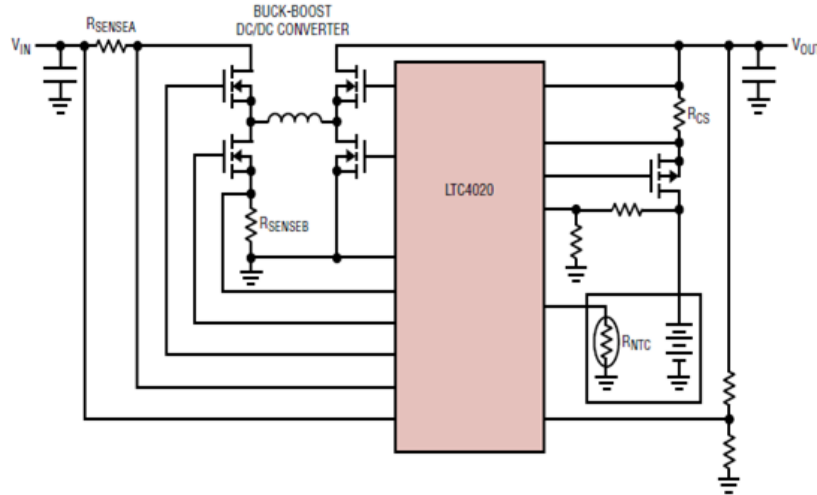 BUCK-BOOST
DC/DC CONVERTER
RSENSEA
VIN
VOUT
RCS
LTC4020
RSENSEB
RNTC